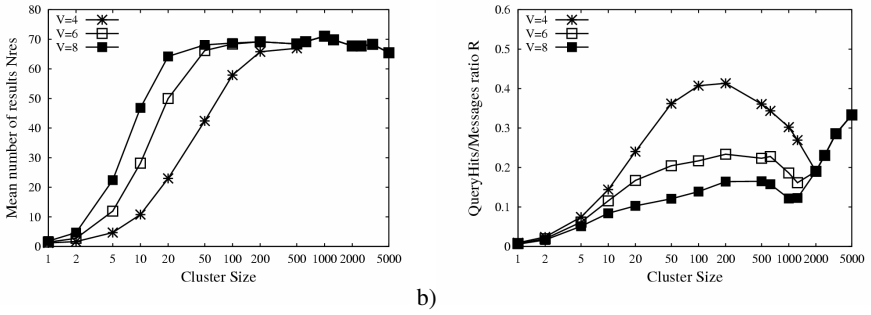 Mean number of results Nres
80
70
60
50
40
30
20
10
0
V=4
V=6
V=8
1 2 5 10 20 50 100 200 500 1000 2000 5000
Cluster Size
b)
QueryHits/Messages ratio R
0.6
0.5
0.4
0.3
0.2
0.1
0
V=4
V=6
V=8
1 2 5 10 20 50 100 200 500 1000 2000 5000
Cluster Size